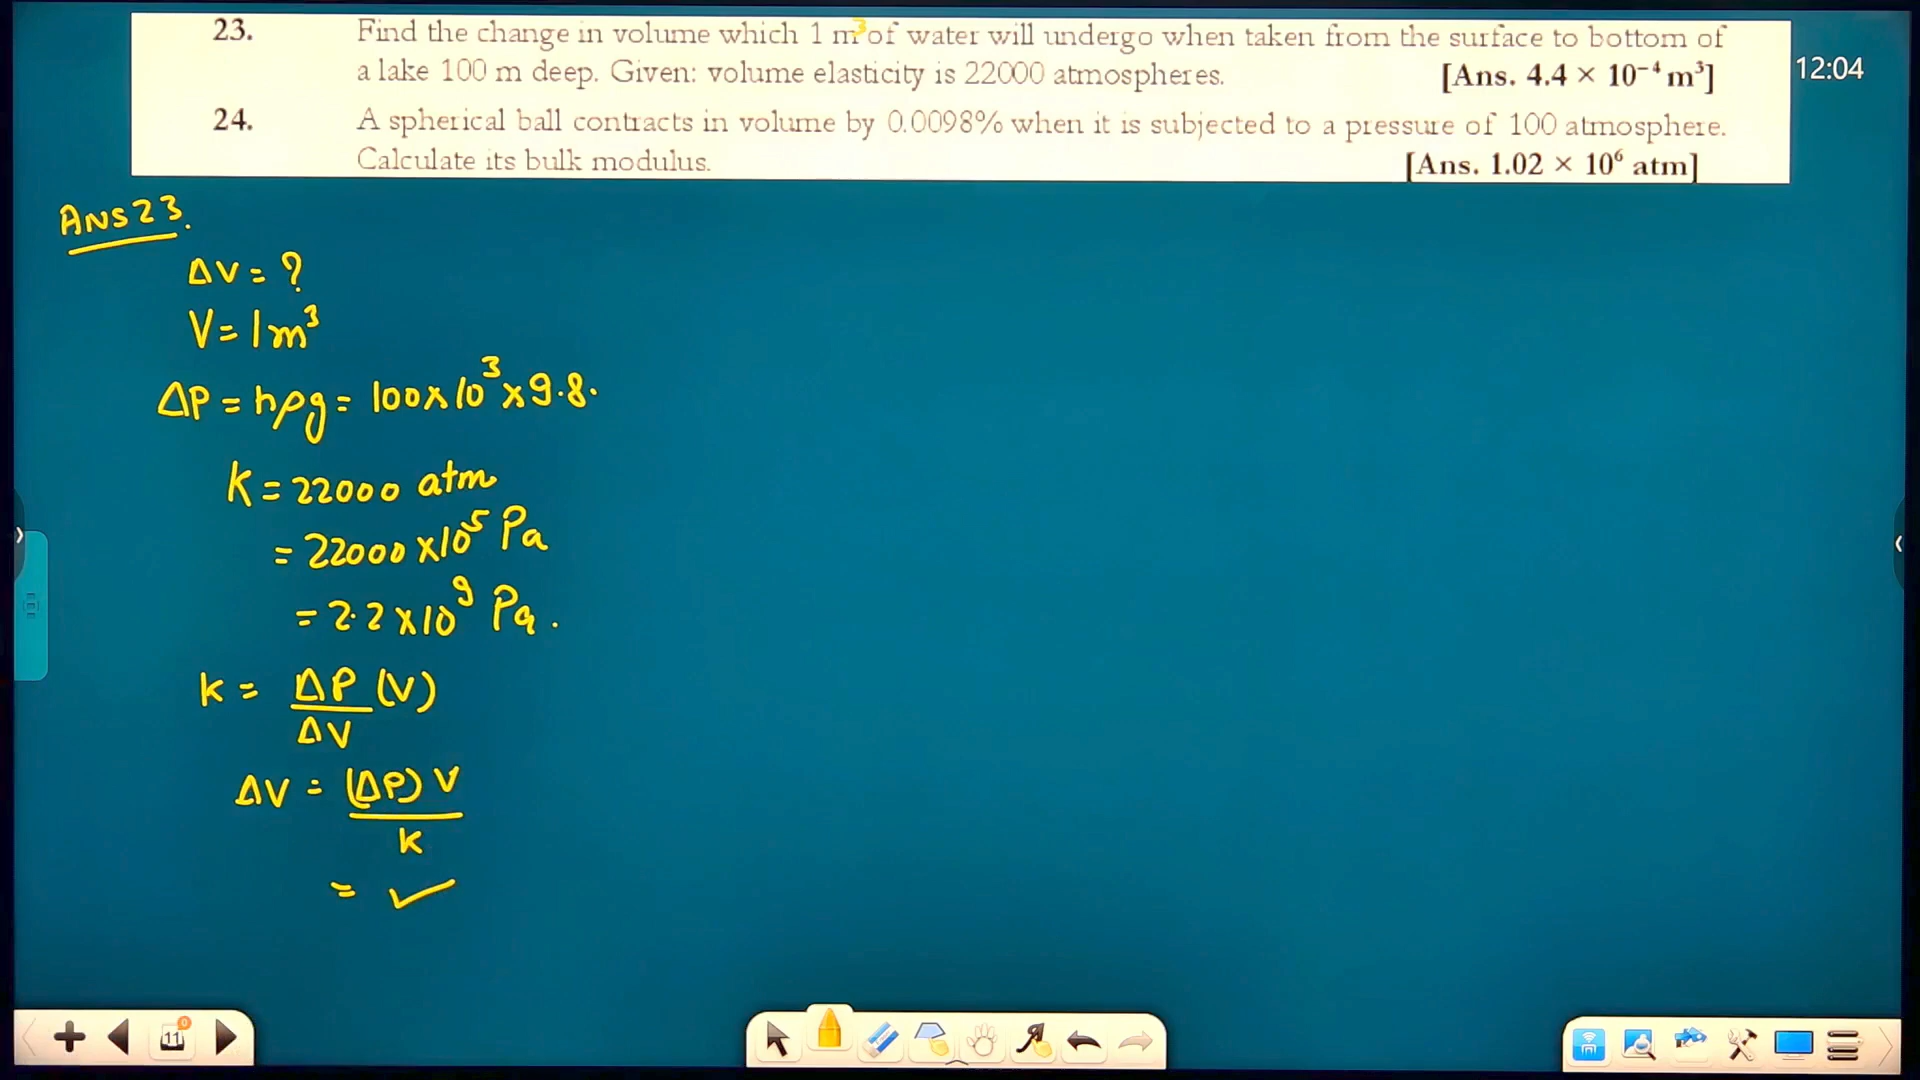 23. Find the change in volume which 1 m³ of water will undergo when taken from the surface to bottom of
a lake 100 m deep. Given: volume elasticity is 22000 atmospheres. [Ans. 4.4 × 10⁻⁴ m³]
12:04
24. A spherical ball contracts in volume by 0.0098% when it is subjected to a pressure of 100 atmosphere.
Calculate its bulk modulus. [Ans. 1.02 × 10⁶ atm]
ANS 23.
ΔV = ?
V = 1m³
ΔP = hρg = 100 × 10³ × 9.8.
K = 22000 atm
= 22000 × 10⁵ Pa
= 2.2 × 10⁹ Pa.
K = ΔP (V) / ΔV
ΔV = (ΔP) V / K
= ✓
11
0